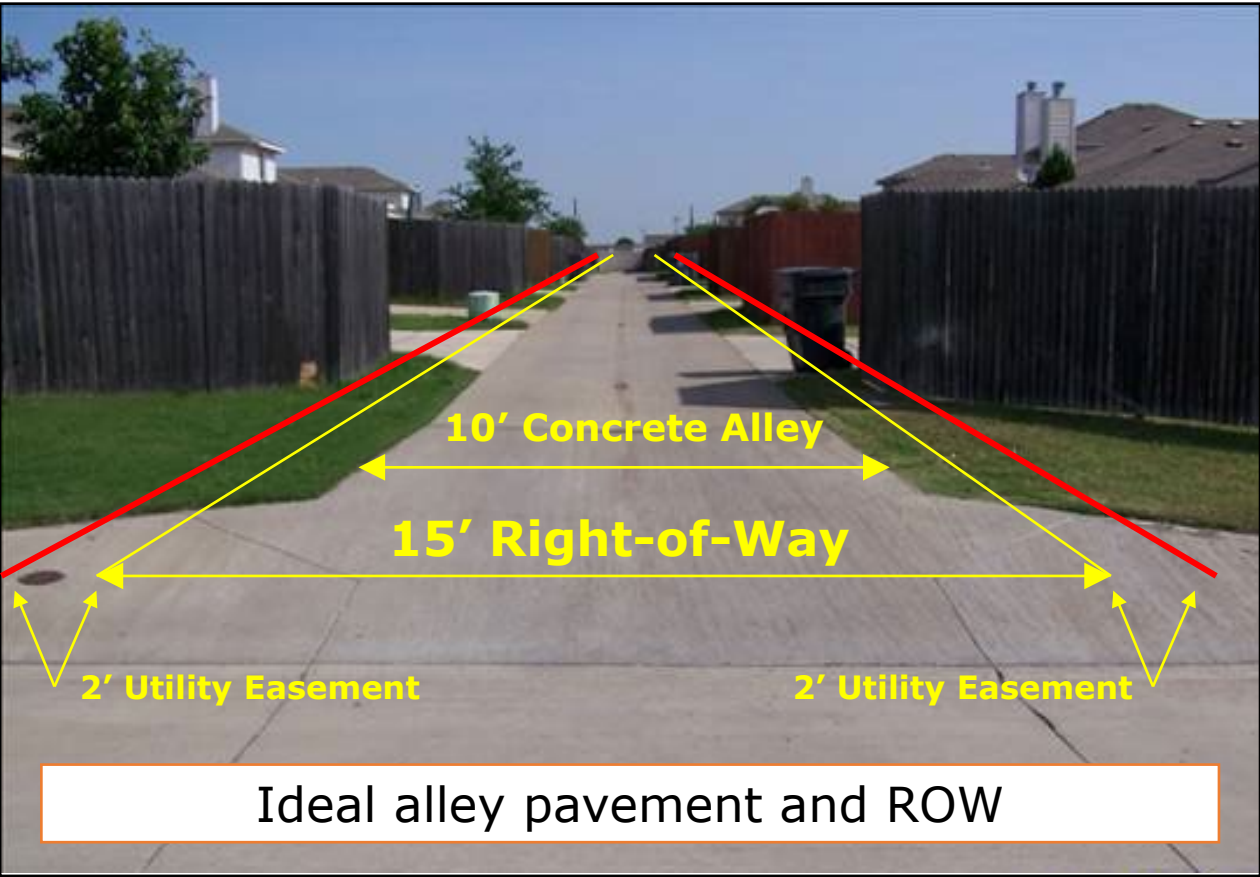 10′ Concrete Alley
15′ Right-of-Way
2′ Utility Easement
2′ Utility Easement
Ideal alley pavement and ROW